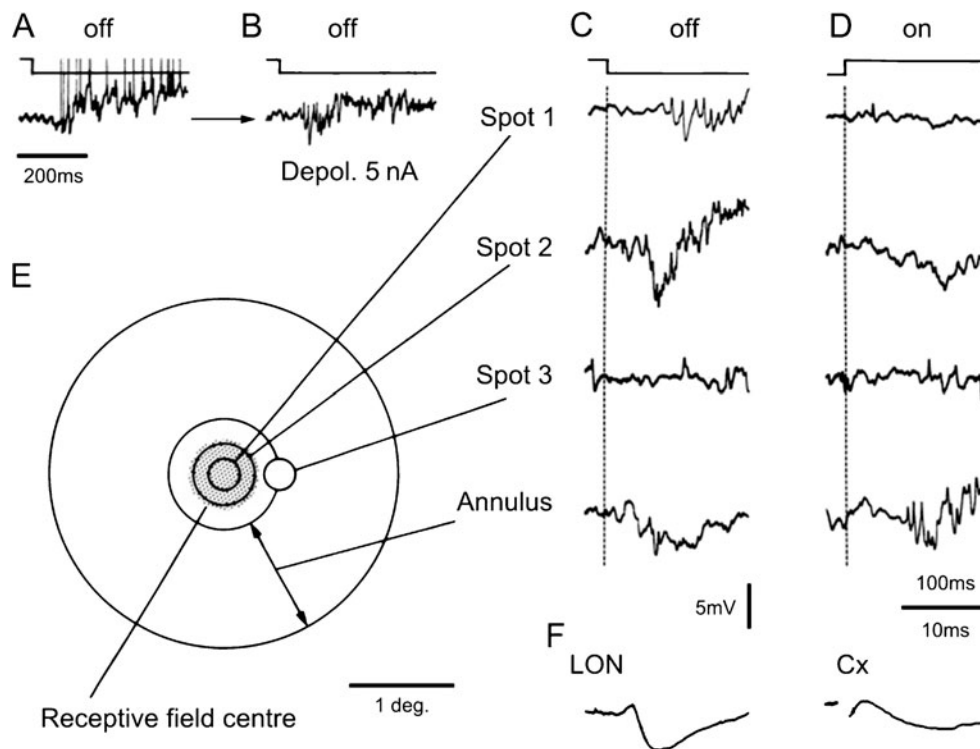 A off
B off
C off
D on
200ms
Depol. 5 nA
Spot 1
Spot 2
E
Spot 3
Annulus
5mV
100ms
10ms
F
LON
Cx
1 deg.
Receptive field centre